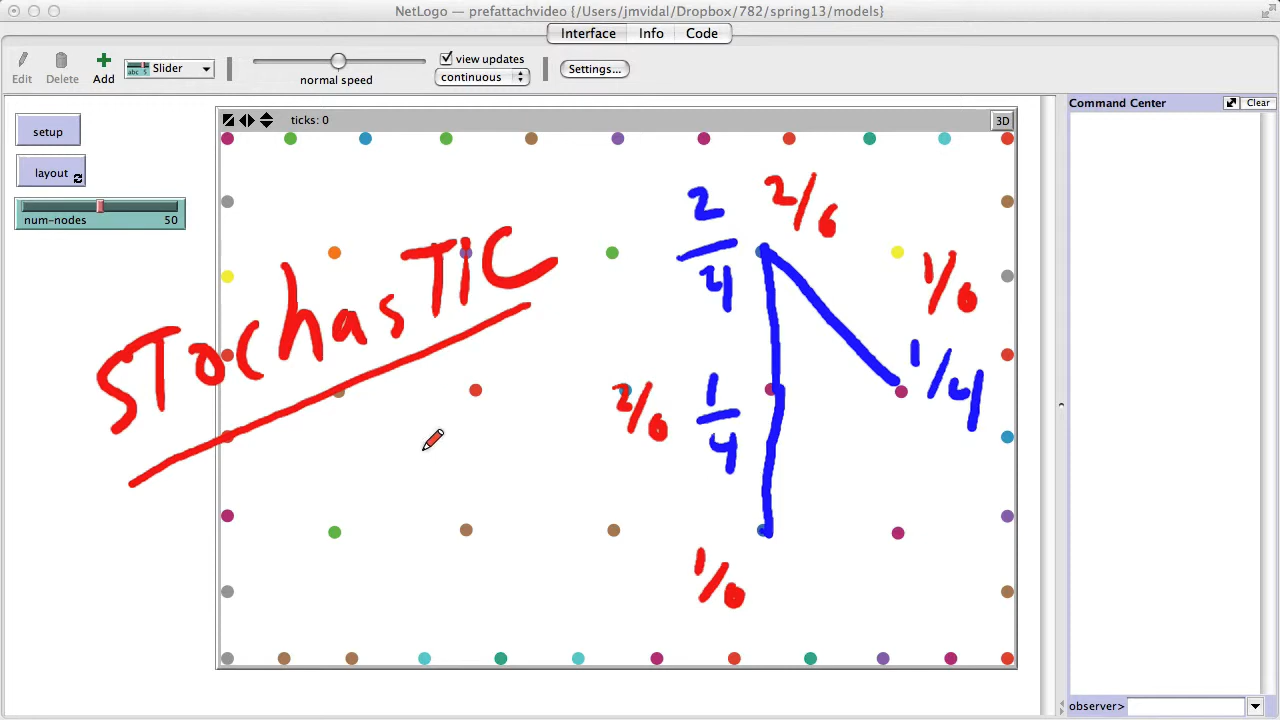 NetLogo — prefattachvideo {/Users/jmvidal/Dropbox/782/spring13/models}
Interface Info Code
Edit Delete Add abc 5 Slider normal speed view updates continuous Settings...
Command Center Clear
setup
ticks: 0 3D
layout
num-nodes 50
2/4
2/6
1/6
STochasTIC
1/4
2/6
1/4
1/6
observer>